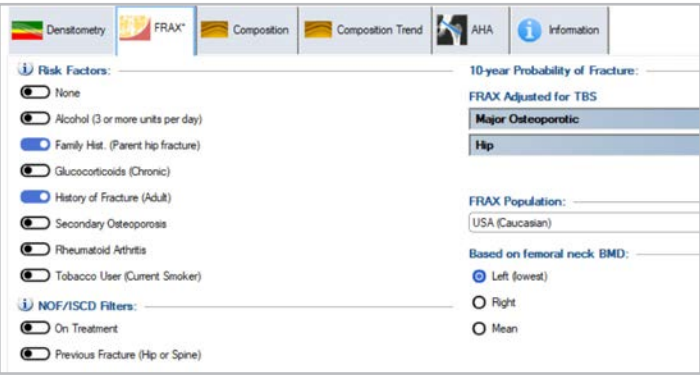 Densitometry
FRAX®
Composition
Composition Trend
AHA
Information
Risk Factors:
None
Alcohol (3 or more units per day)
Family Hist. (Parent hip fracture)
Glucocorticoids (Chronic)
History of Fracture (Adult)
Secondary Osteoporosis
Rheumatoid Arthritis
Tobacco User (Current Smoker)
NOF/ISCD Filters:
On Treatment
Previous Fracture (Hip or Spine)
10-year Probability of Fracture:
FRAX Adjusted for TBS
Major Osteoporotic
Hip
FRAX Population:
USA (Caucasian)
Based on femoral neck BMD:
Left (lowest)
Right
Mean